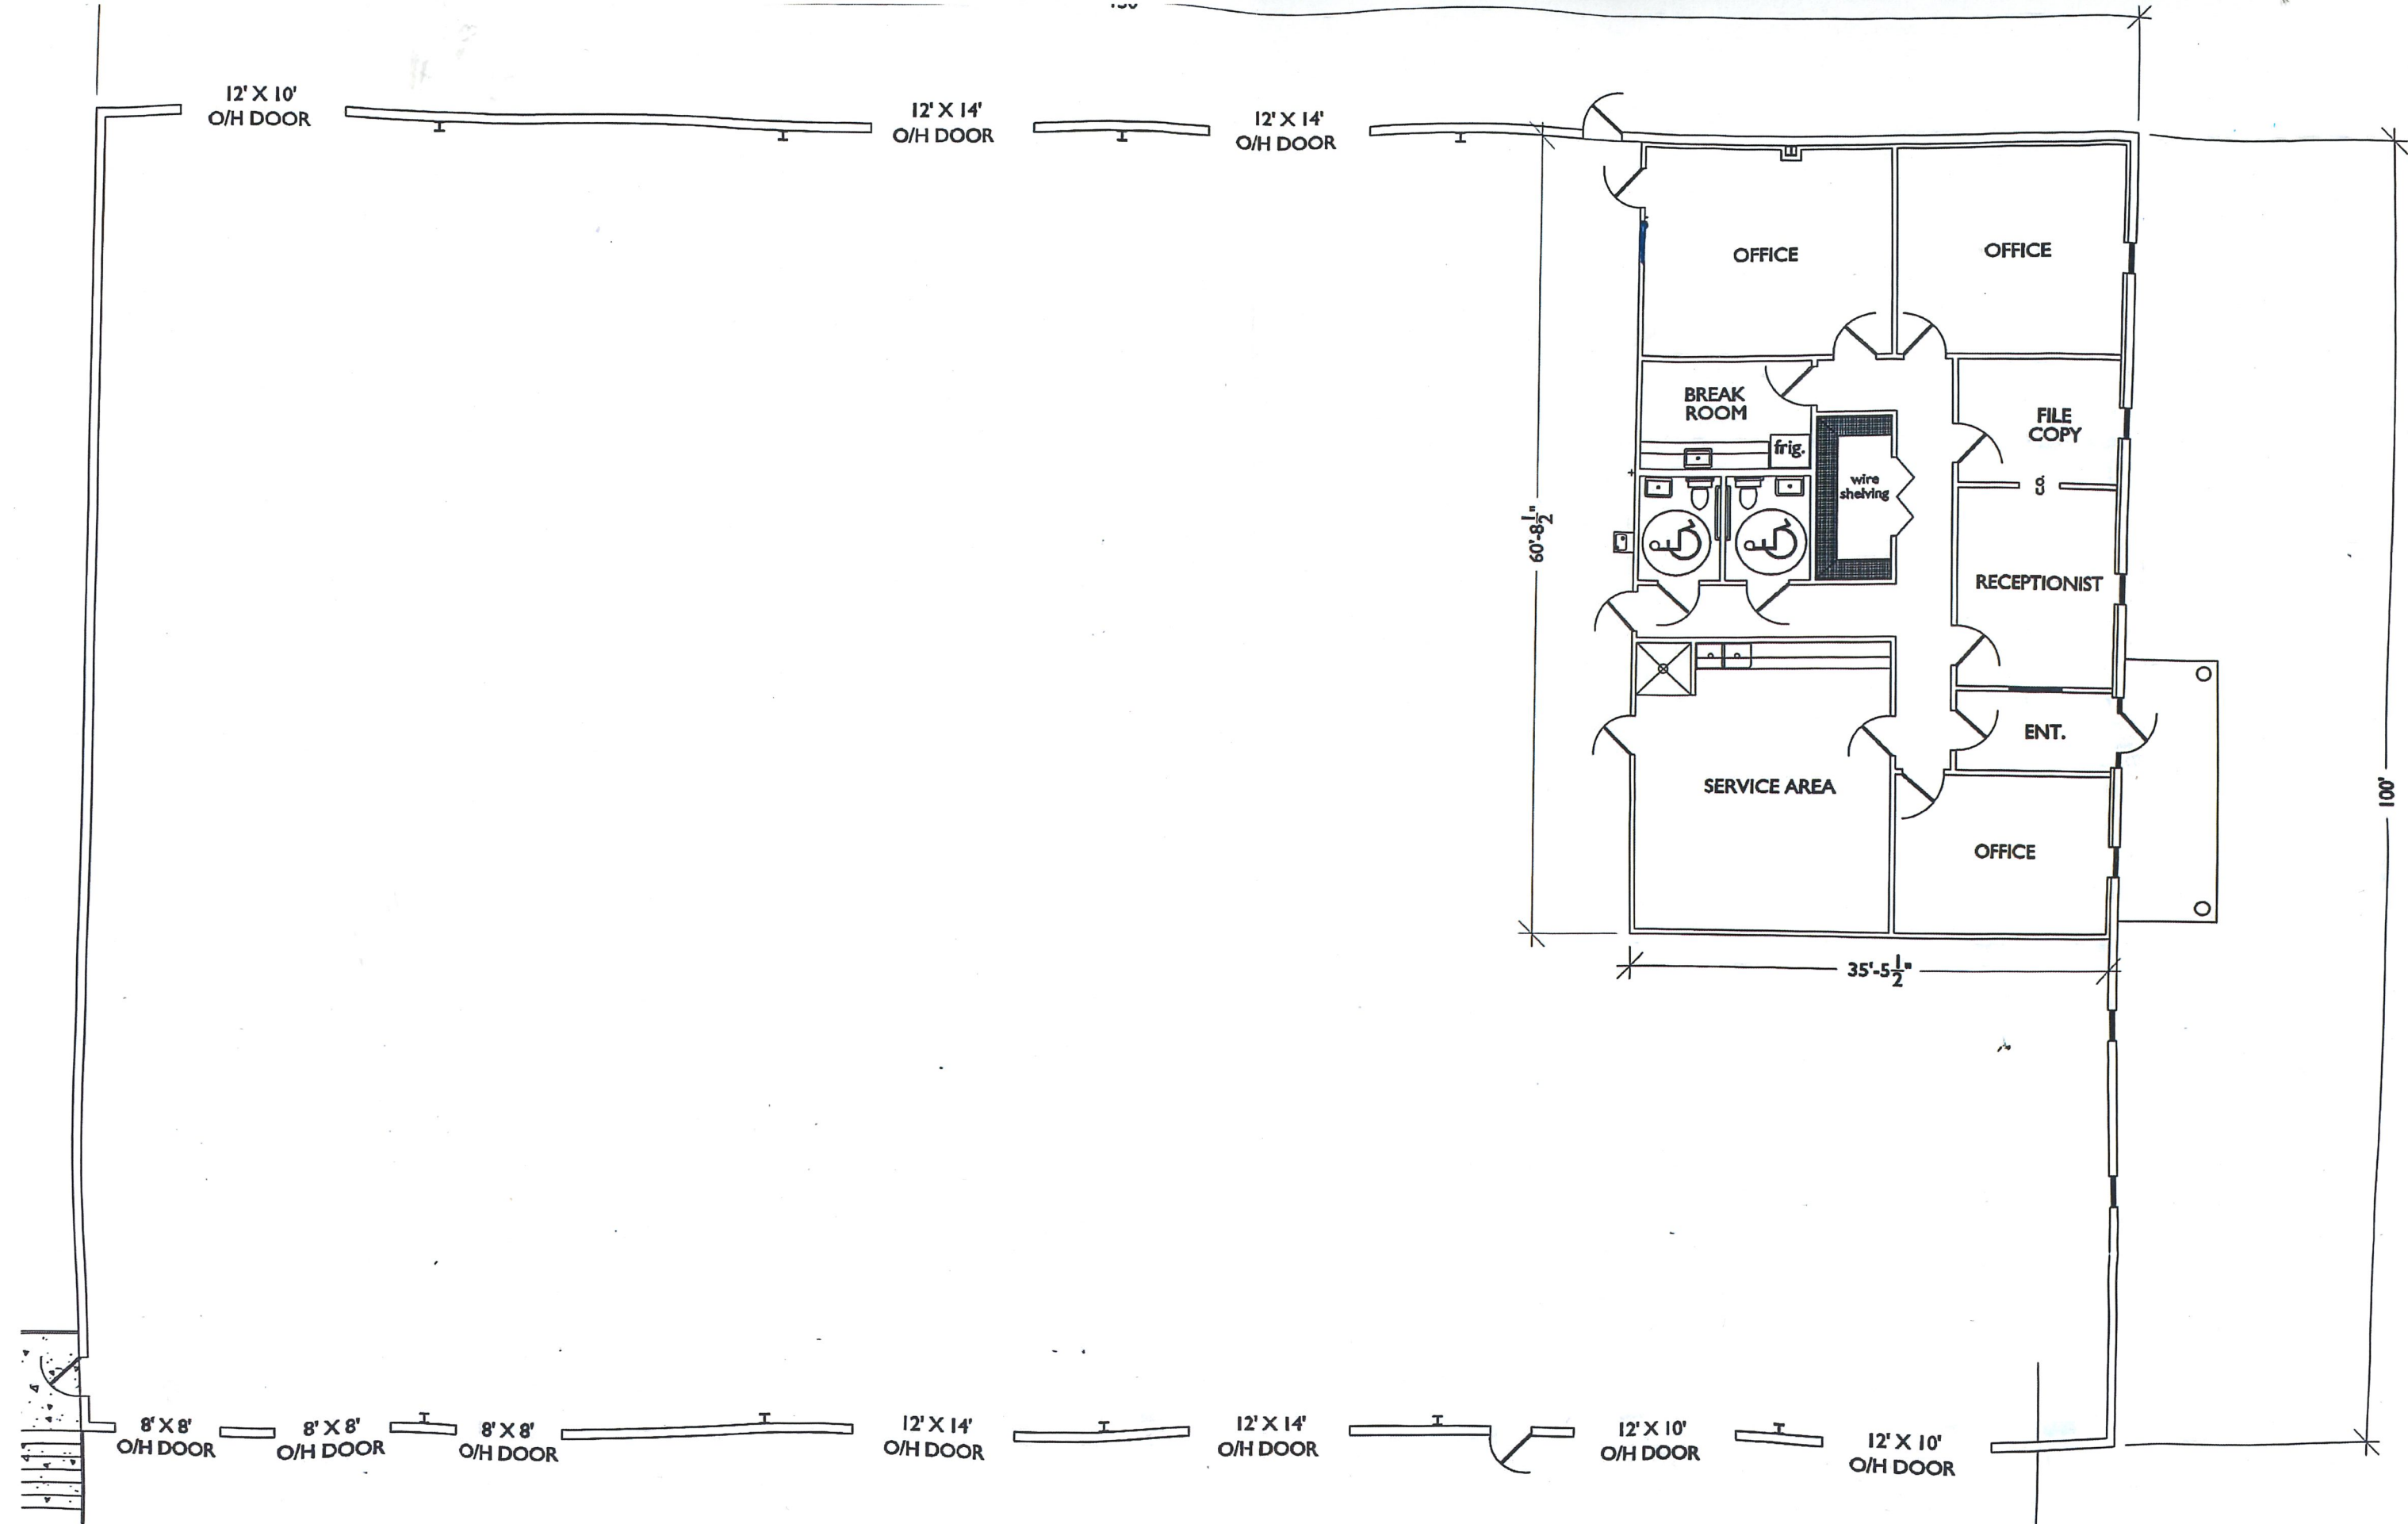 12' X 10'
O/H DOOR
12' X 14'
O/H DOOR
12' X 14'
O/H DOOR
OFFICE
OFFICE
BREAK
ROOM
frig.
FILE
COPY
wire
shelving
60'-8 1/2"
RECEPTIONIST
ENT.
SERVICE AREA
100'
OFFICE
35'-5 1/2"
8' X 8'
O/H DOOR
8' X 8'
O/H DOOR
8' X 8'
O/H DOOR
12' X 14'
O/H DOOR
12' X 14'
O/H DOOR
12' X 10'
O/H DOOR
12' X 10'
O/H DOOR